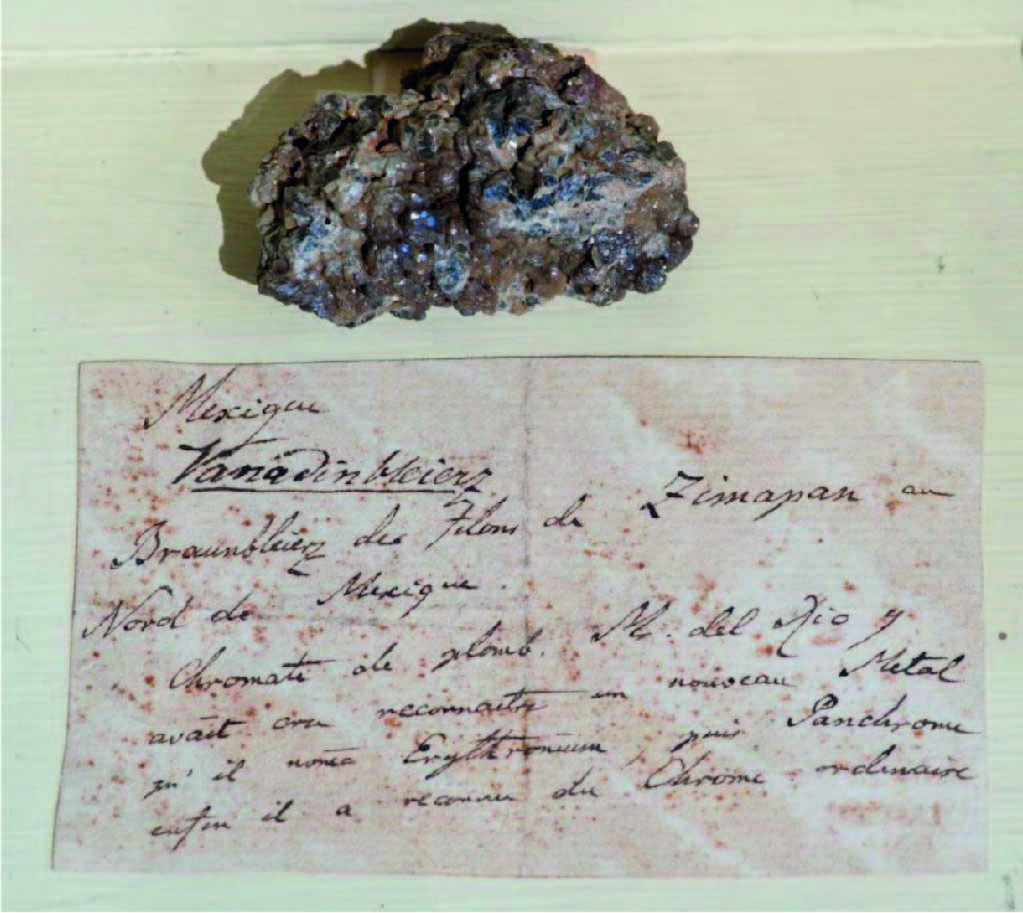 Mexique
Vanadinbleierz
Braunbleierz des filons de Zimapan au
Nord de Mexique.
Chromate de plomb. M. del Rio y
avait cru reconnaitre un nouveau Metal
qu'il noma Erythronium, puis Panchrome
enfin il a reconnu du Chrome ordinaire